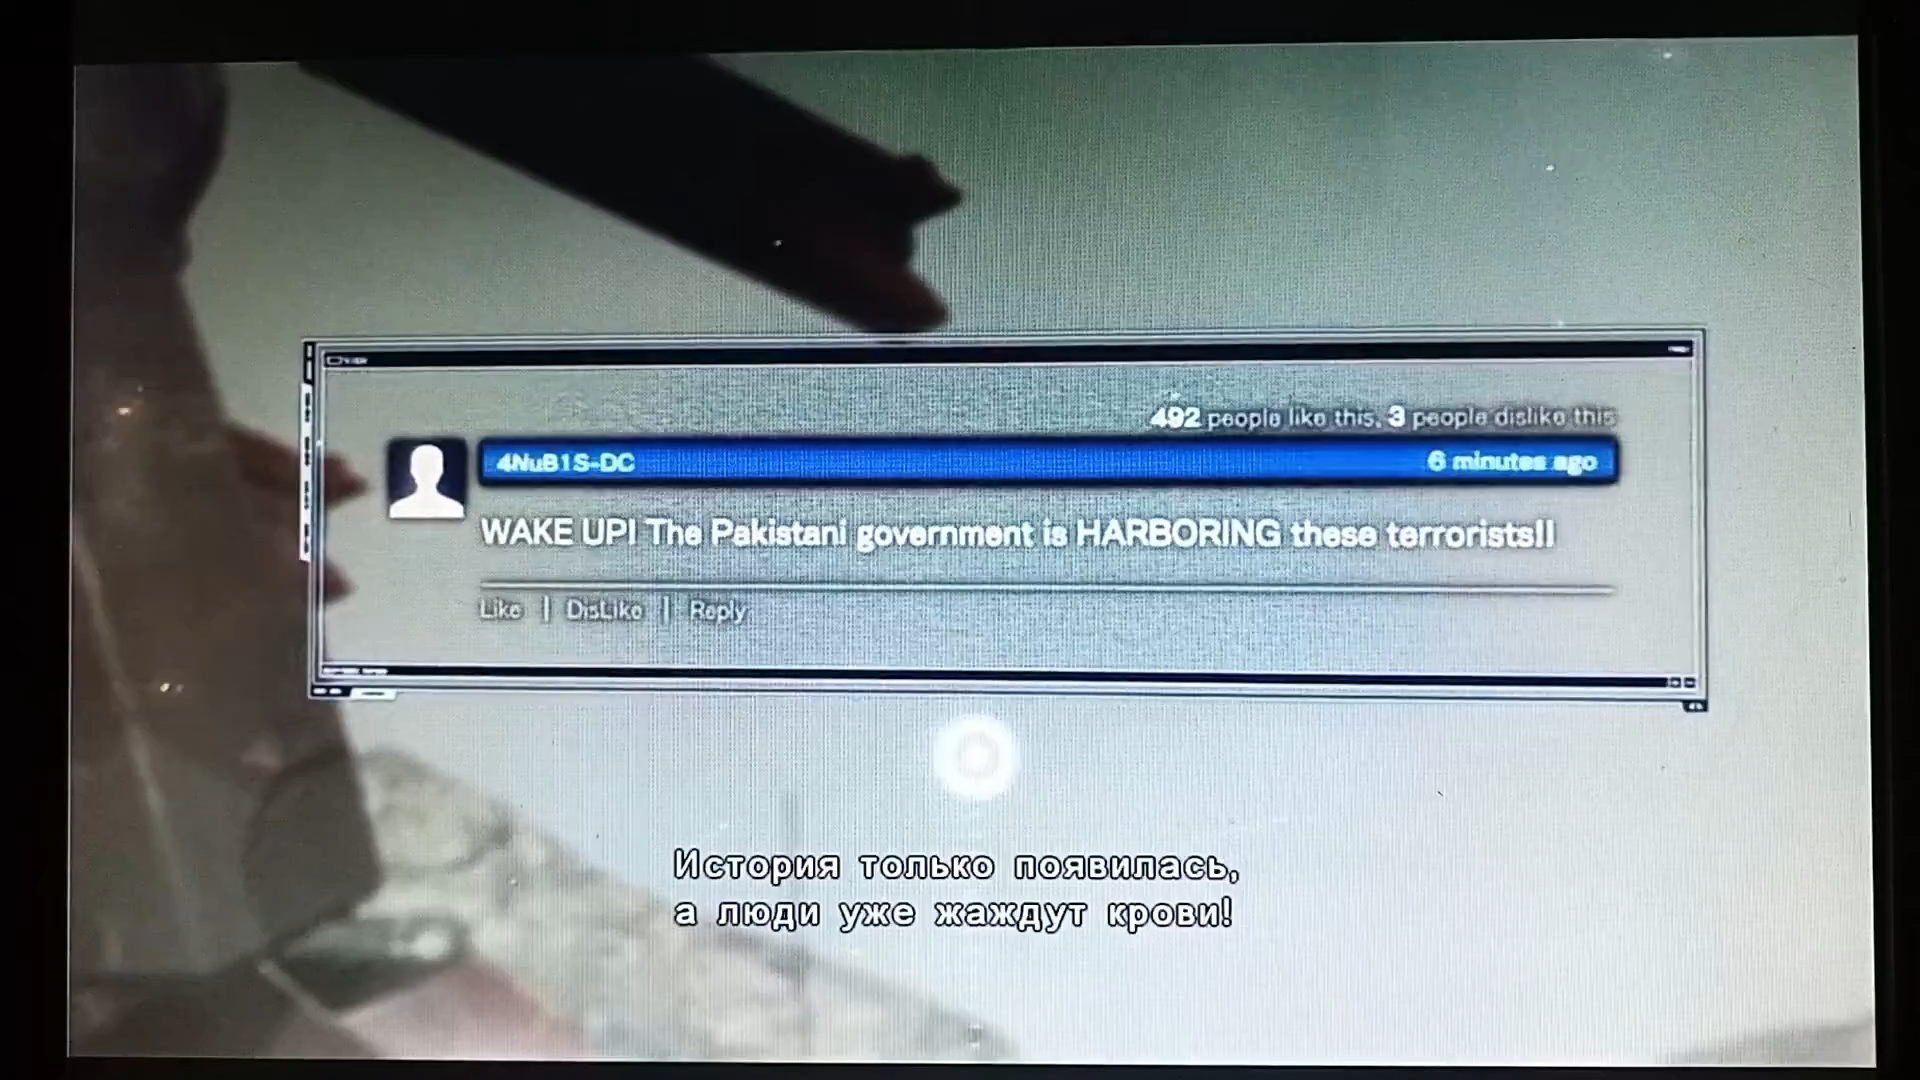 492 people like this, 3 people dislike this
4NuB1S-DC
6 minutes ago
WAKE UP! The Pakistani government is HARBORING these terrorists!!
Like | DisLike | Reply
История только появилась,
а люди уже жаждут крови!